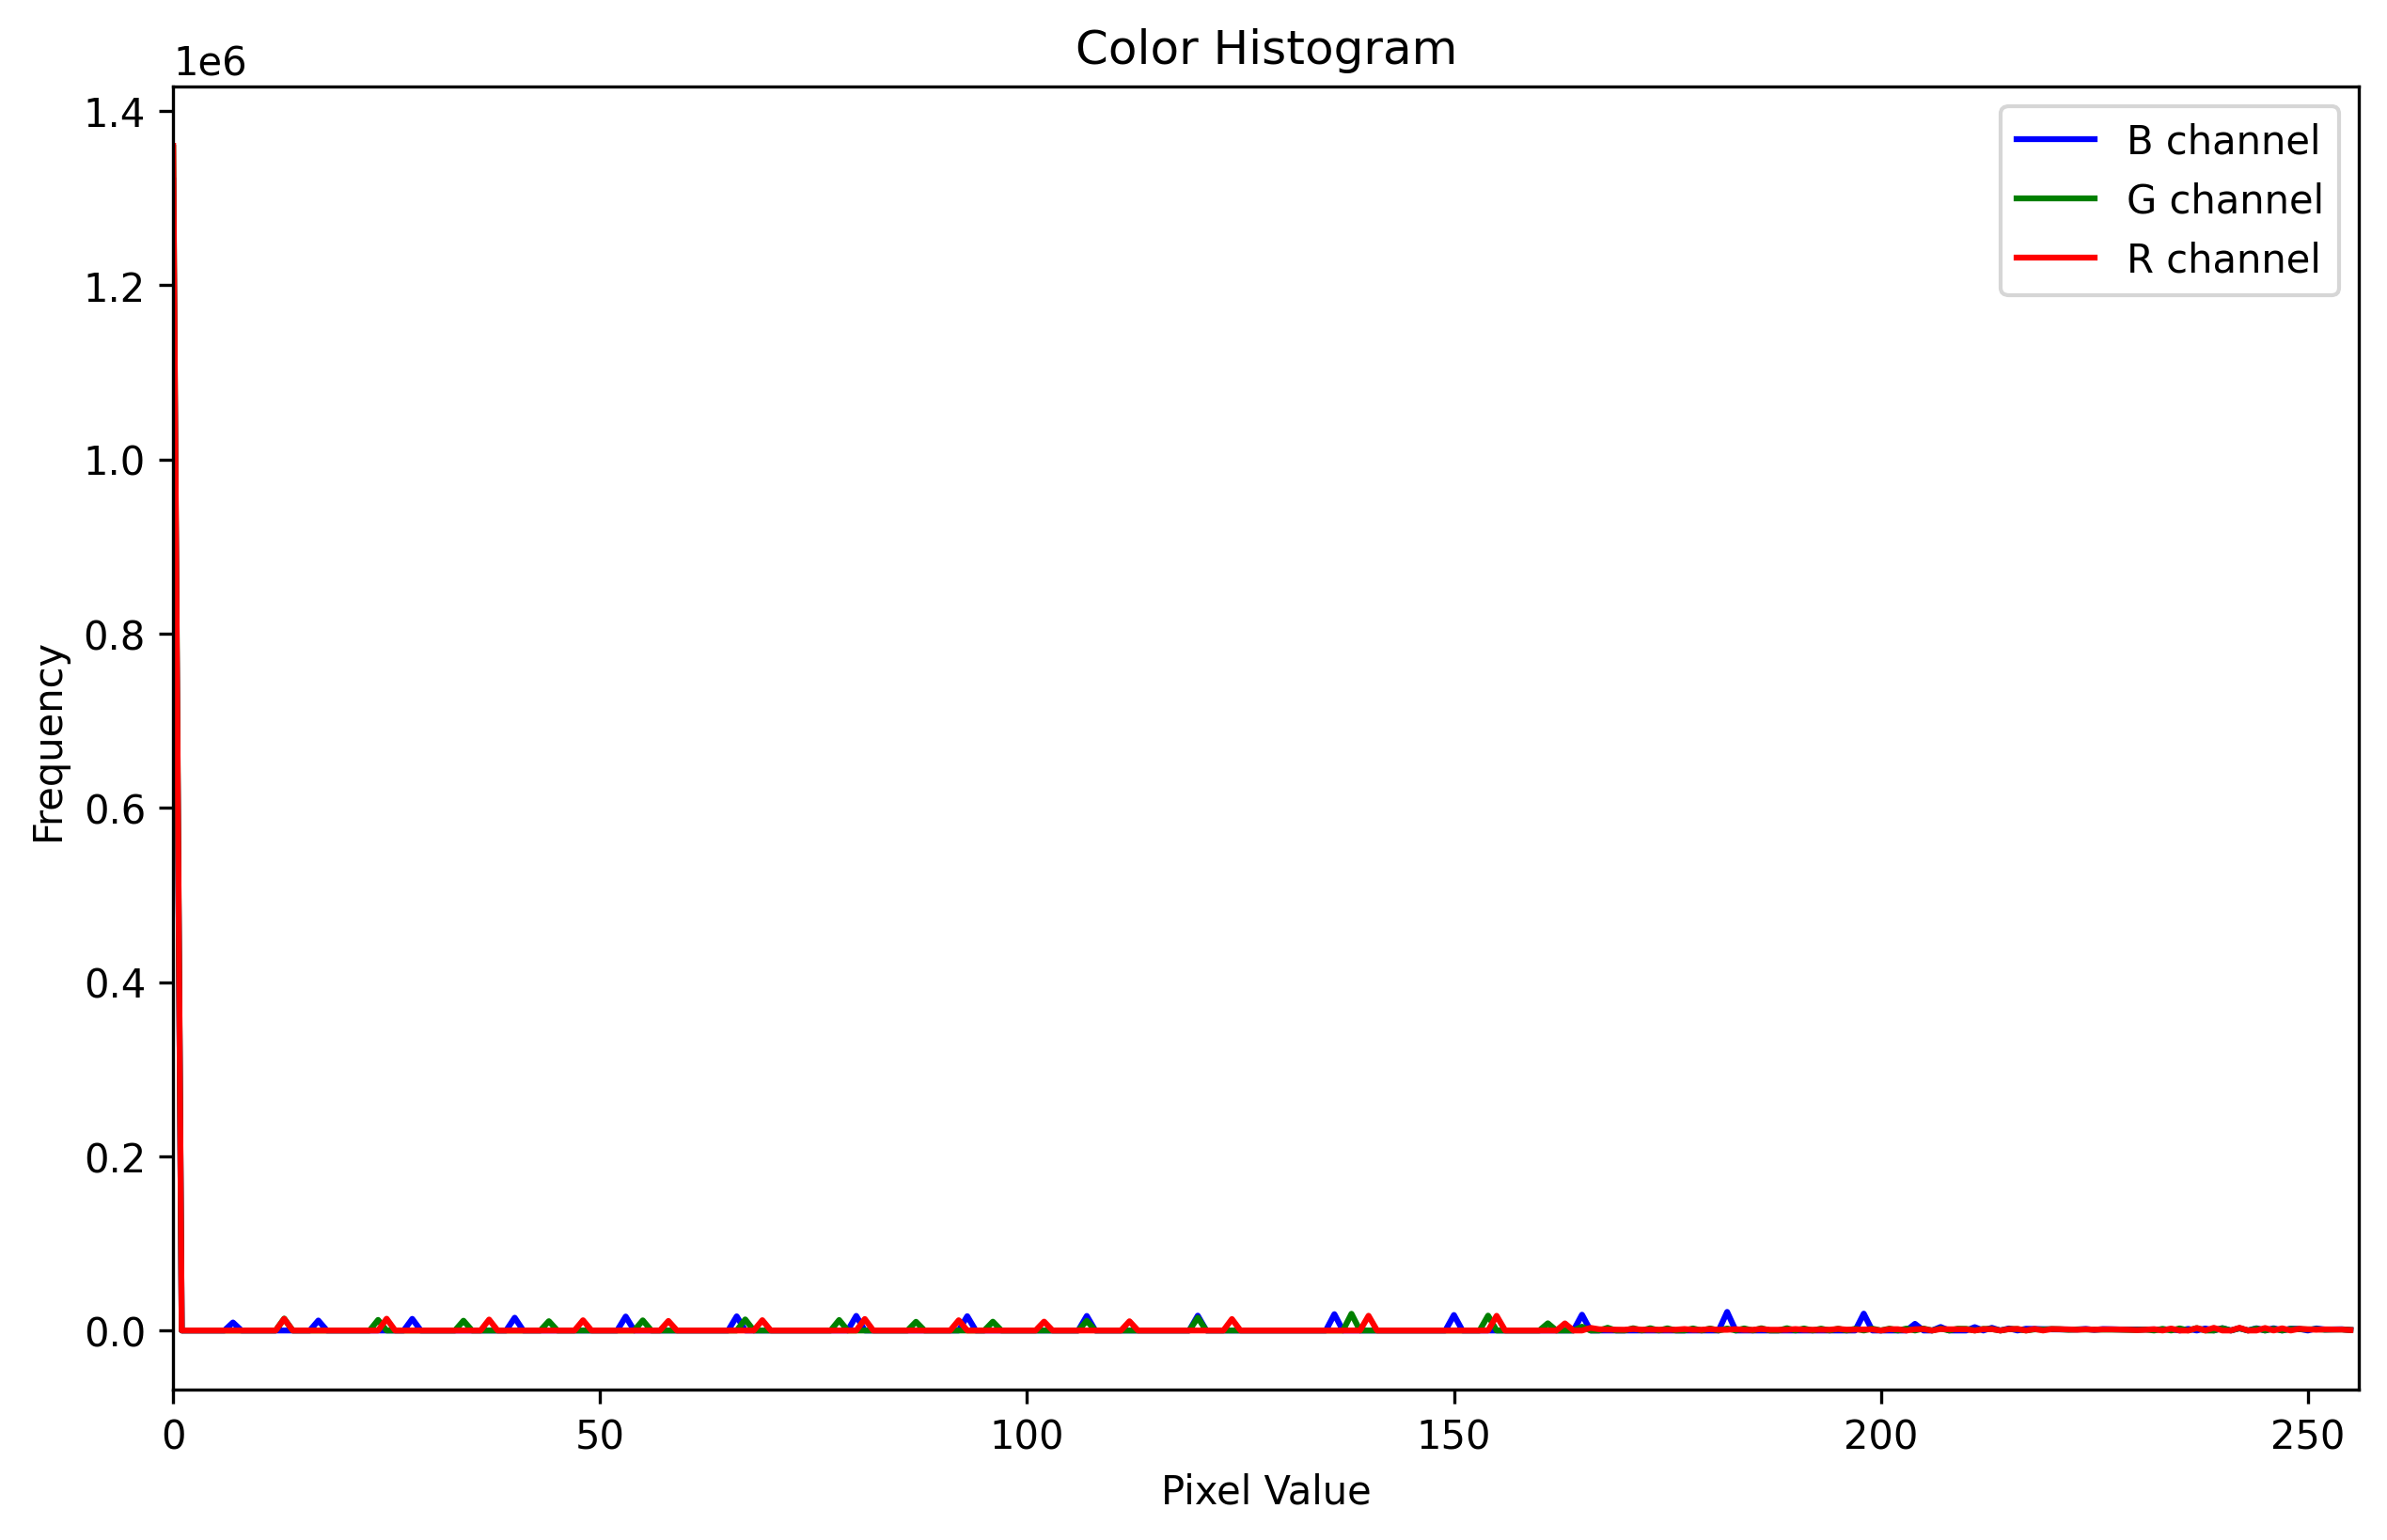 Color Histogram
1e6
1.4
1.2
1.0
0.8
0.6
0.4
0.2
0.0
Frequency
B channel
G channel
R channel
0 50 100 150 200 250
Pixel Value